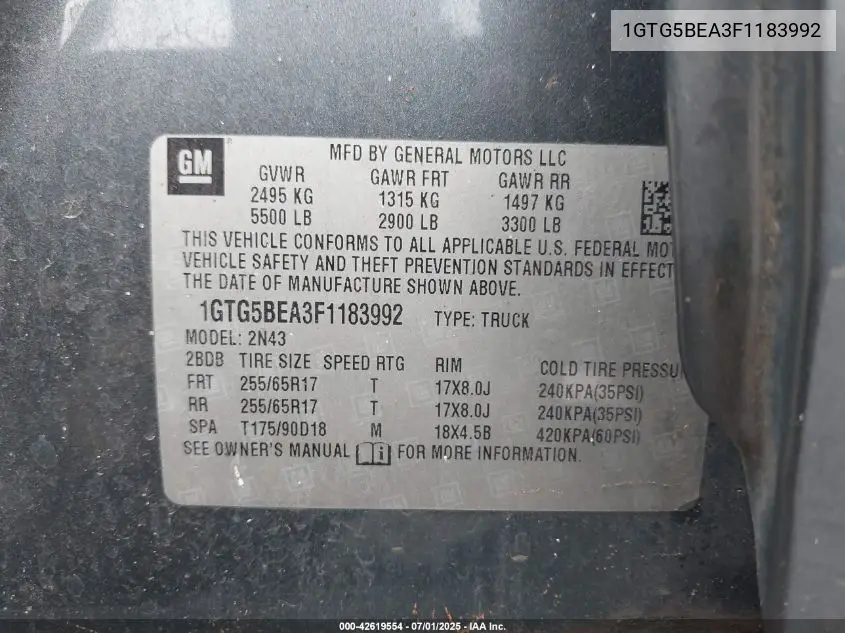 1GTG5BEA3F1183992
GM
MFD BY GENERAL MOTORS LLC
GVWR GAWR FRT GAWR RR
2495 KG 1315 KG 1497 KG
5500 LB 2900 LB 3300 LB
THIS VEHICLE CONFORMS TO ALL APPLICABLE U.S. FEDERAL MOT
VEHICLE SAFETY AND THEFT PREVENTION STANDARDS IN EFFECT
THE DATE OF MANUFACTURE SHOWN ABOVE.
1GTG5BEA3F1183992 TYPE: TRUCK
MODEL: 2N43
2BDB TIRE SIZE SPEED RTG RIM COLD TIRE PRESSU
FRT 255/65R17 T 17X8.0J 240KPA(35PSI)
RR 255/65R17 T 17X8.0J 240KPA(35PSI)
SPA T175/90D18 M 18X4.5B 420KPA(60PSI)
SEE OWNER'S MANUAL i FOR MORE INFORMATION.
000-42619554 - 07/01/2025 - IAA Inc.